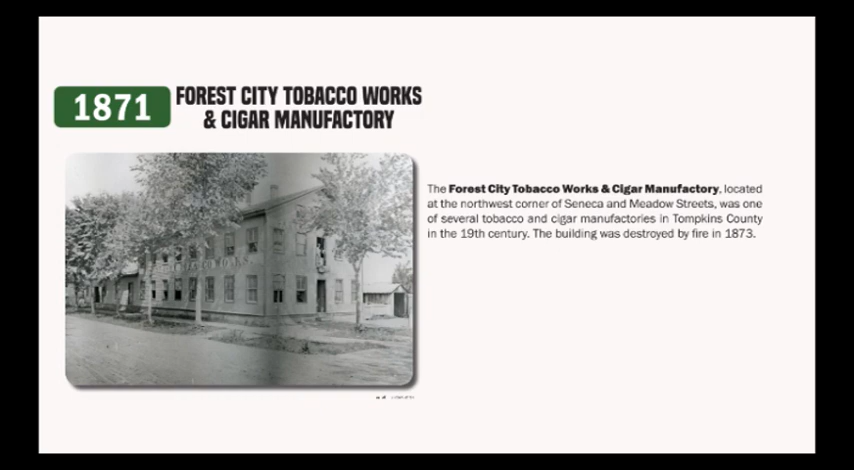 1871
FOREST CITY TOBACCO WORKS
& CIGAR MANUFACTORY
The Forest City Tobacco Works & Cigar Manufactory, located
at the northwest corner of Seneca and Meadow Streets, was one
of several tobacco and cigar manufactories in Tompkins County
in the 19th century. The building was destroyed by fire in 1873.